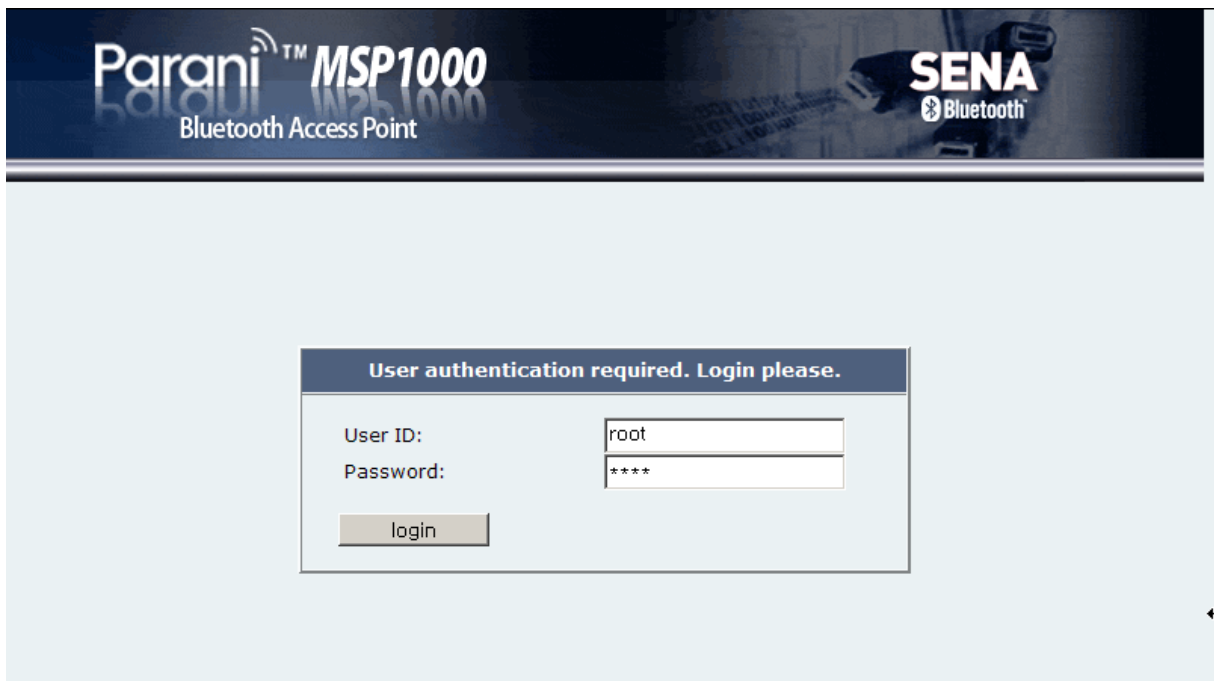 Parani™ MSP1000
Bluetooth Access Point
SENA
Bluetooth
User authentication required. Login please.
User ID: root
Password: ****
login